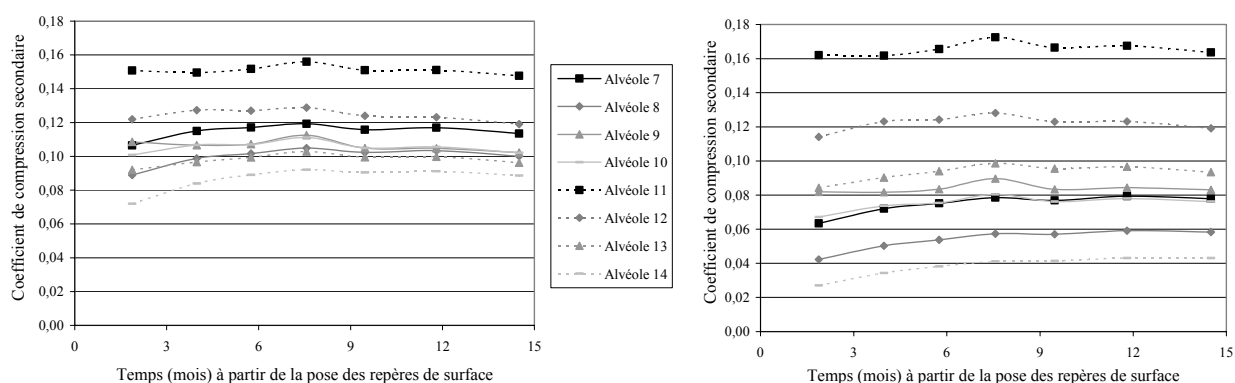 Coefficient de compression secondaire
0,18
0,16
0,14
0,12
0,10
0,08
0,06
0,04
0,02
0,00
0 3 6 9 12 15
Temps (mois) à partir de la pose des repères de surface
Alvéole 7
Alvéole 8
Alvéole 9
Alvéole 10
Alvéole 11
Alvéole 12
Alvéole 13
Alvéole 14
Coefficient de compression secondaire
0,18
0,16
0,14
0,12
0,10
0,08
0,06
0,04
0,02
0,00
0 3 6 9 12 15
Temps (mois) à partir de la pose des repères de surface